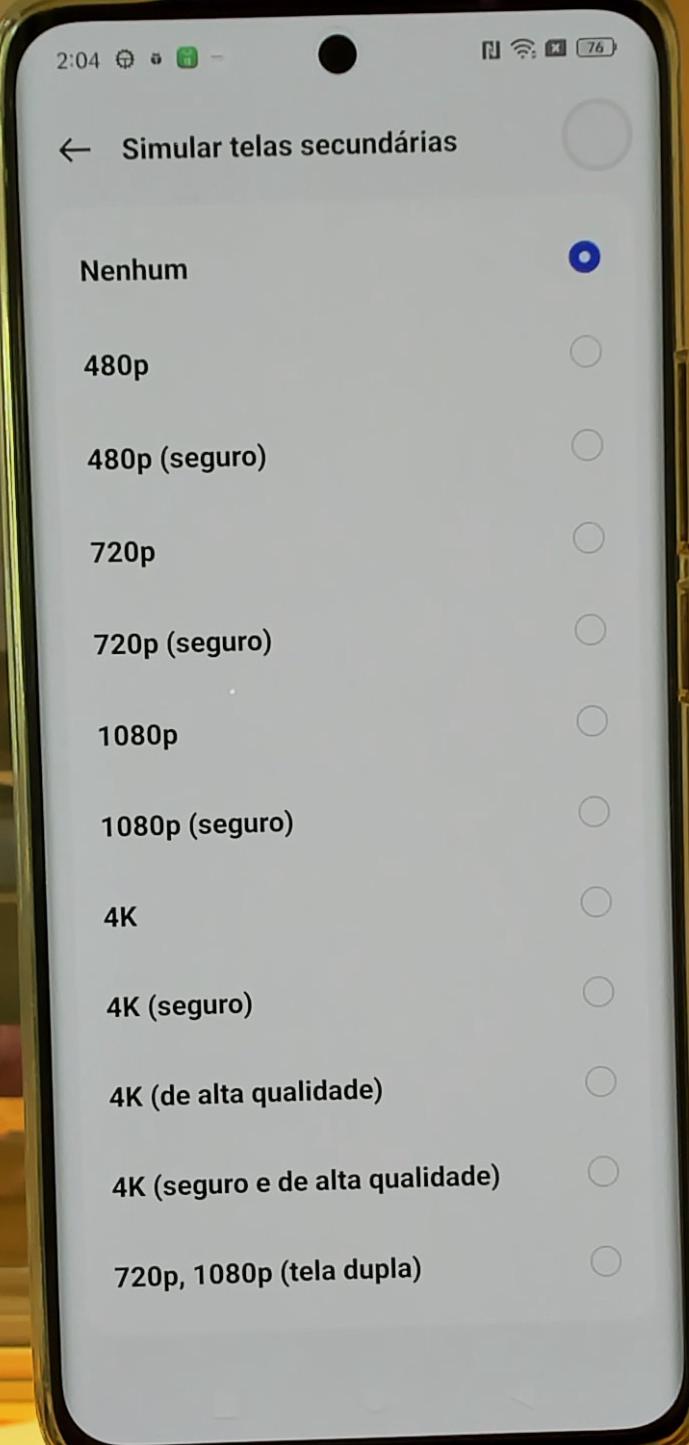 2:04
76
Simular telas secundárias
Nenhum
480p
480p (seguro)
720p
720p (seguro)
1080p
1080p (seguro)
4K
4K (seguro)
4K (de alta qualidade)
4K (seguro e de alta qualidade)
720p, 1080p (tela dupla)